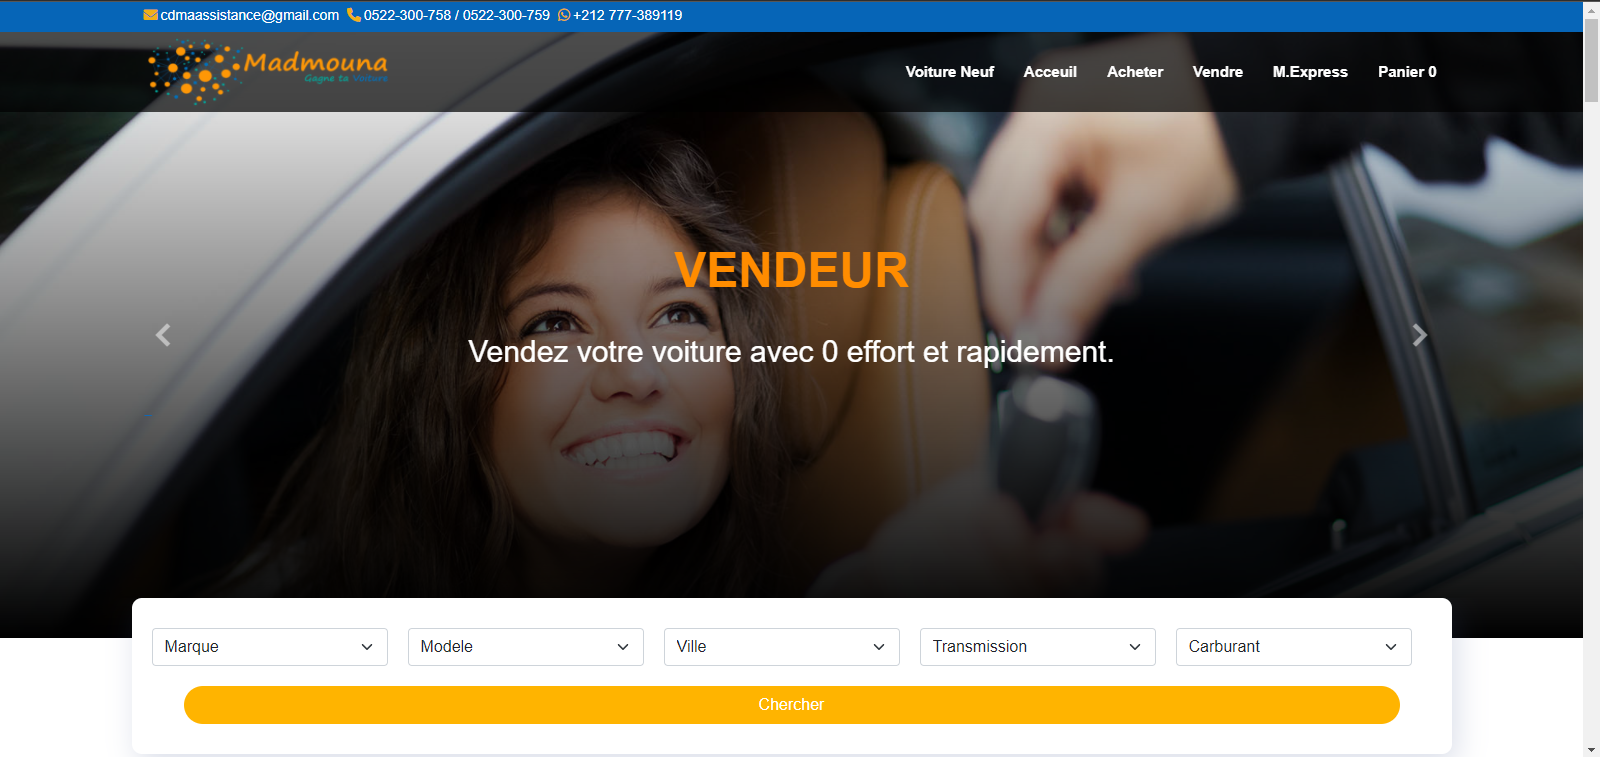 cdmaassistance@gmail.com 0522-300-758 / 0522-300-759 +212 777-389119
Madmouna
Gagne ta Voiture
Voiture Neuf Acceuil Acheter Vendre M.Express Panier 0
VENDEUR
Vendez votre voiture avec 0 effort et rapidement.
Marque Modele Ville Transmission Carburant
Chercher